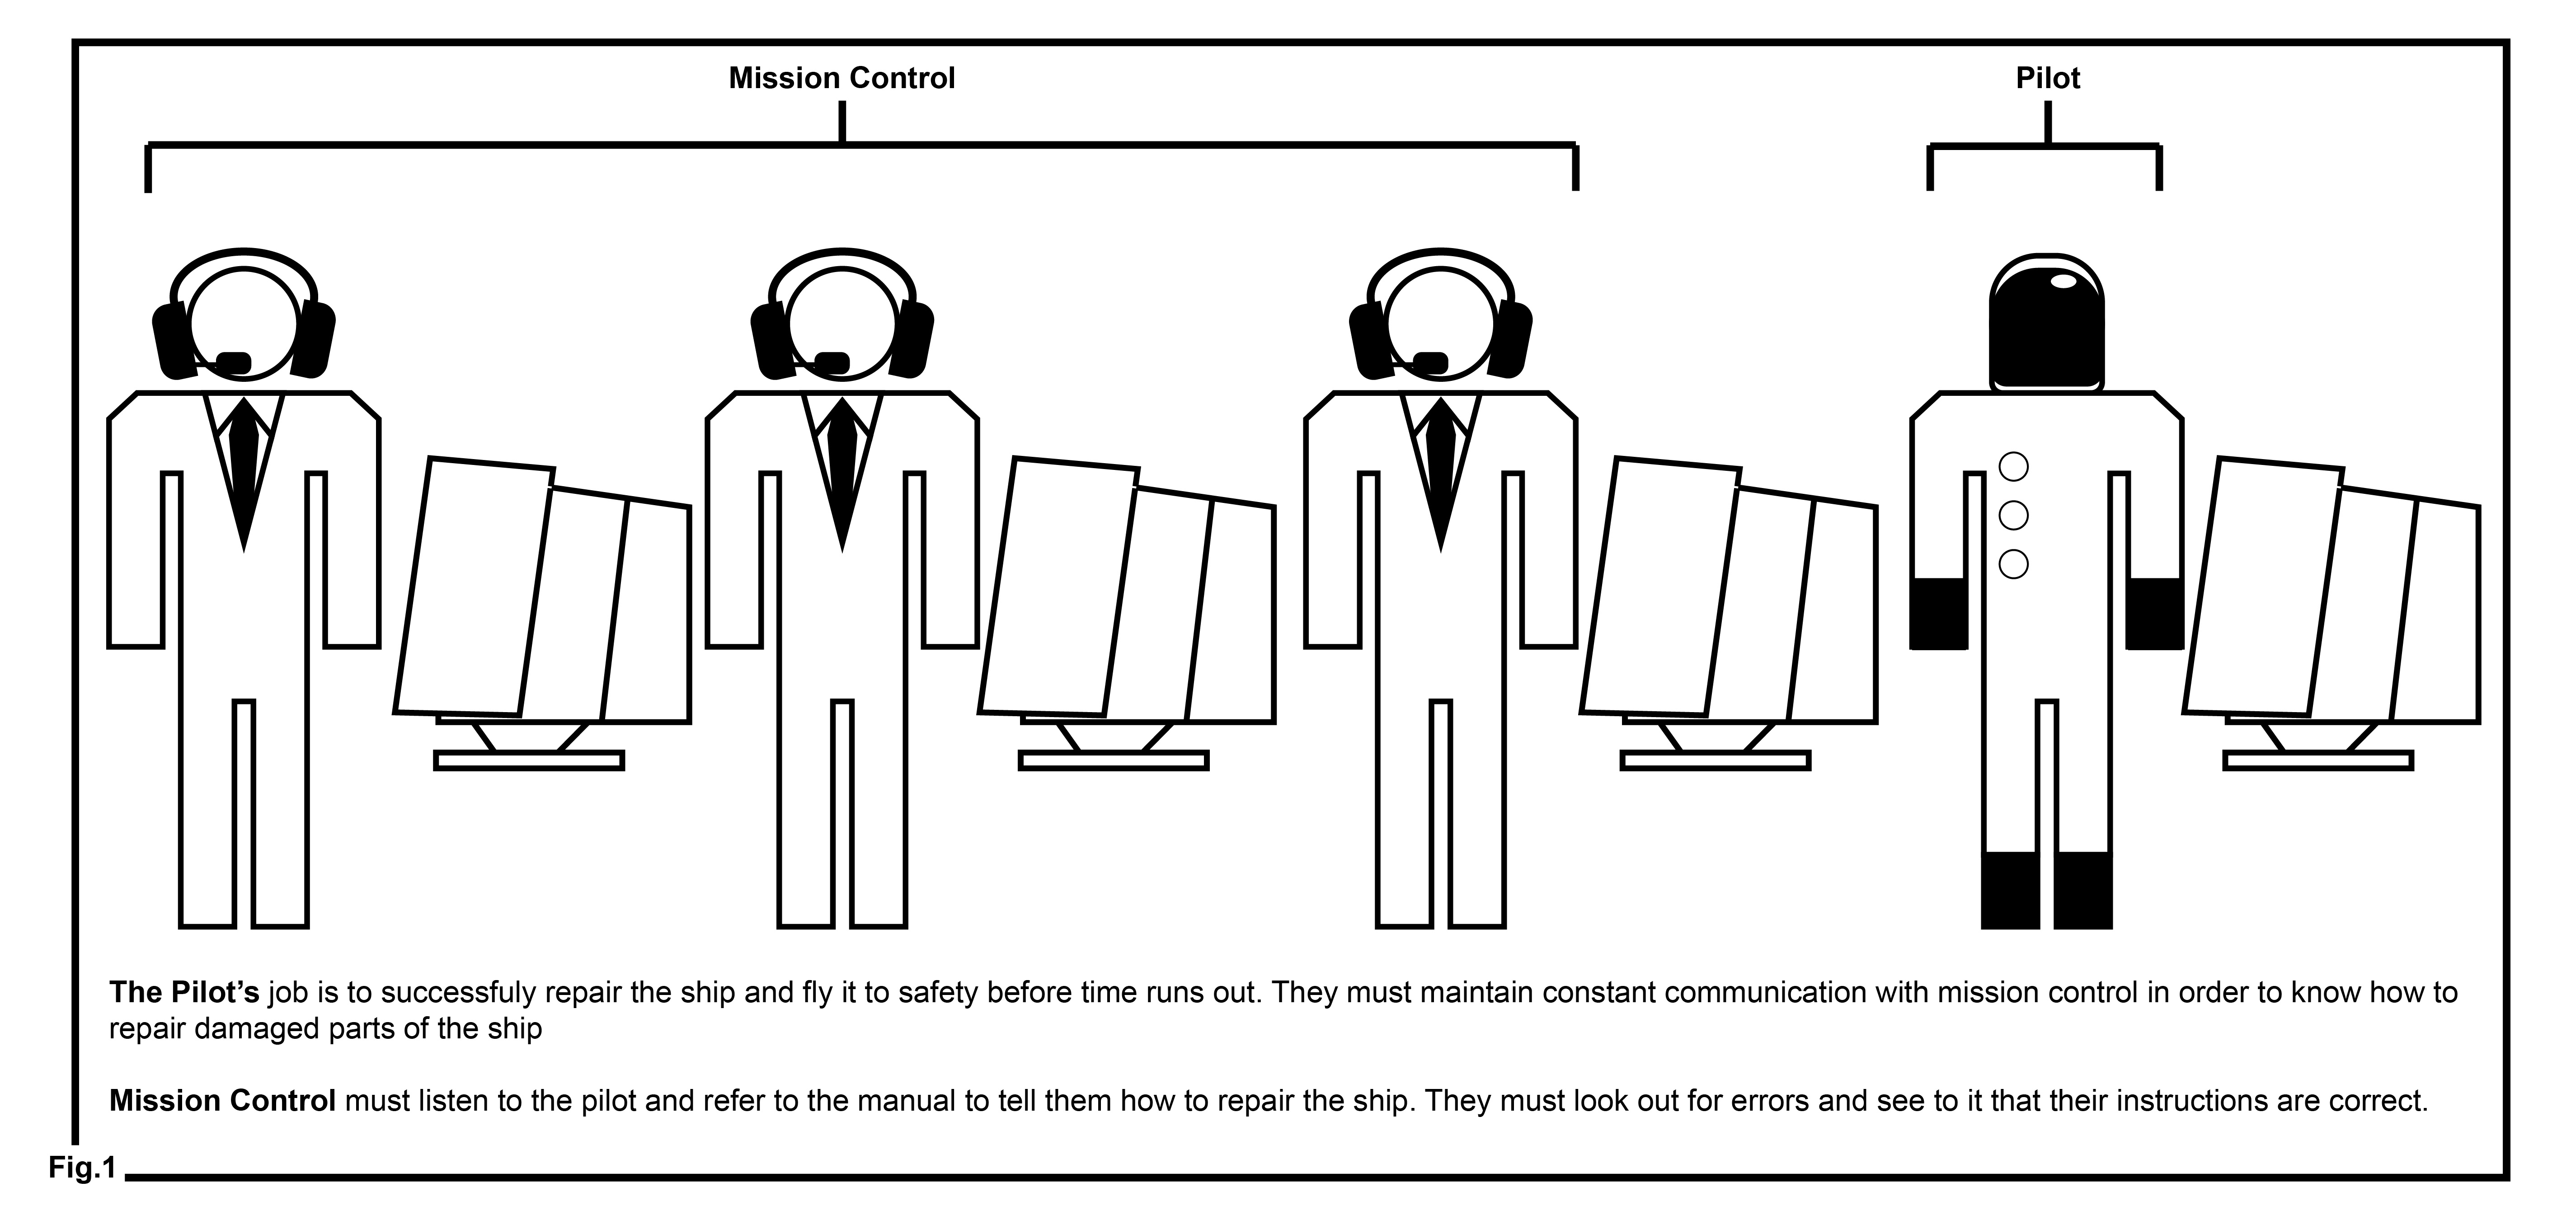 Mission Control
Pilot
The Pilot’s job is to successfuly repair the ship and fly it to safety before time runs out. They must maintain constant communication with mission control in order to know how to
repair damaged parts of the ship
Mission Control must listen to the pilot and refer to the manual to tell them how to repair the ship. They must look out for errors and see to it that their instructions are correct.
Fig.1